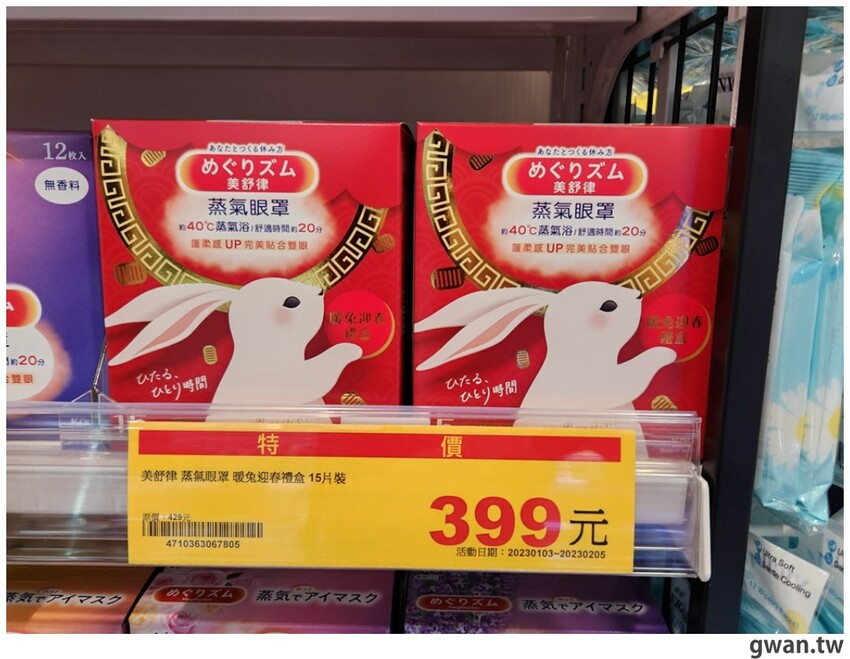 12枚入
無香料
約20分
合雙眼
あなたとつくる休み方
めぐりズム
美舒律
蒸氣眼罩
約40℃蒸氣浴/舒適時間約20分
蓬柔感UP完美貼合雙眼
暖兔迎春
禮盒
ひたる、
ひとり時間
あなたとつくる休み方
めぐりズム
美舒律
蒸氣眼罩
約40℃蒸氣浴/舒適時間約20分
蓬柔感UP完美貼合雙眼
暖兔迎春
禮盒
ひたる、
ひとり時間
特 價
美舒律 蒸氣眼罩 暖兔迎春禮盒 15片裝
原價：429元
4710363067805
399元
活動日期：20230103~20230205
蒸気でアイマスク
めぐりズム 蒸気でアイマスク
めぐりズム 蒸気でアイマスク
12 Wipes
Ultra Soft
Cooling
12 Wipes
gwan.tw